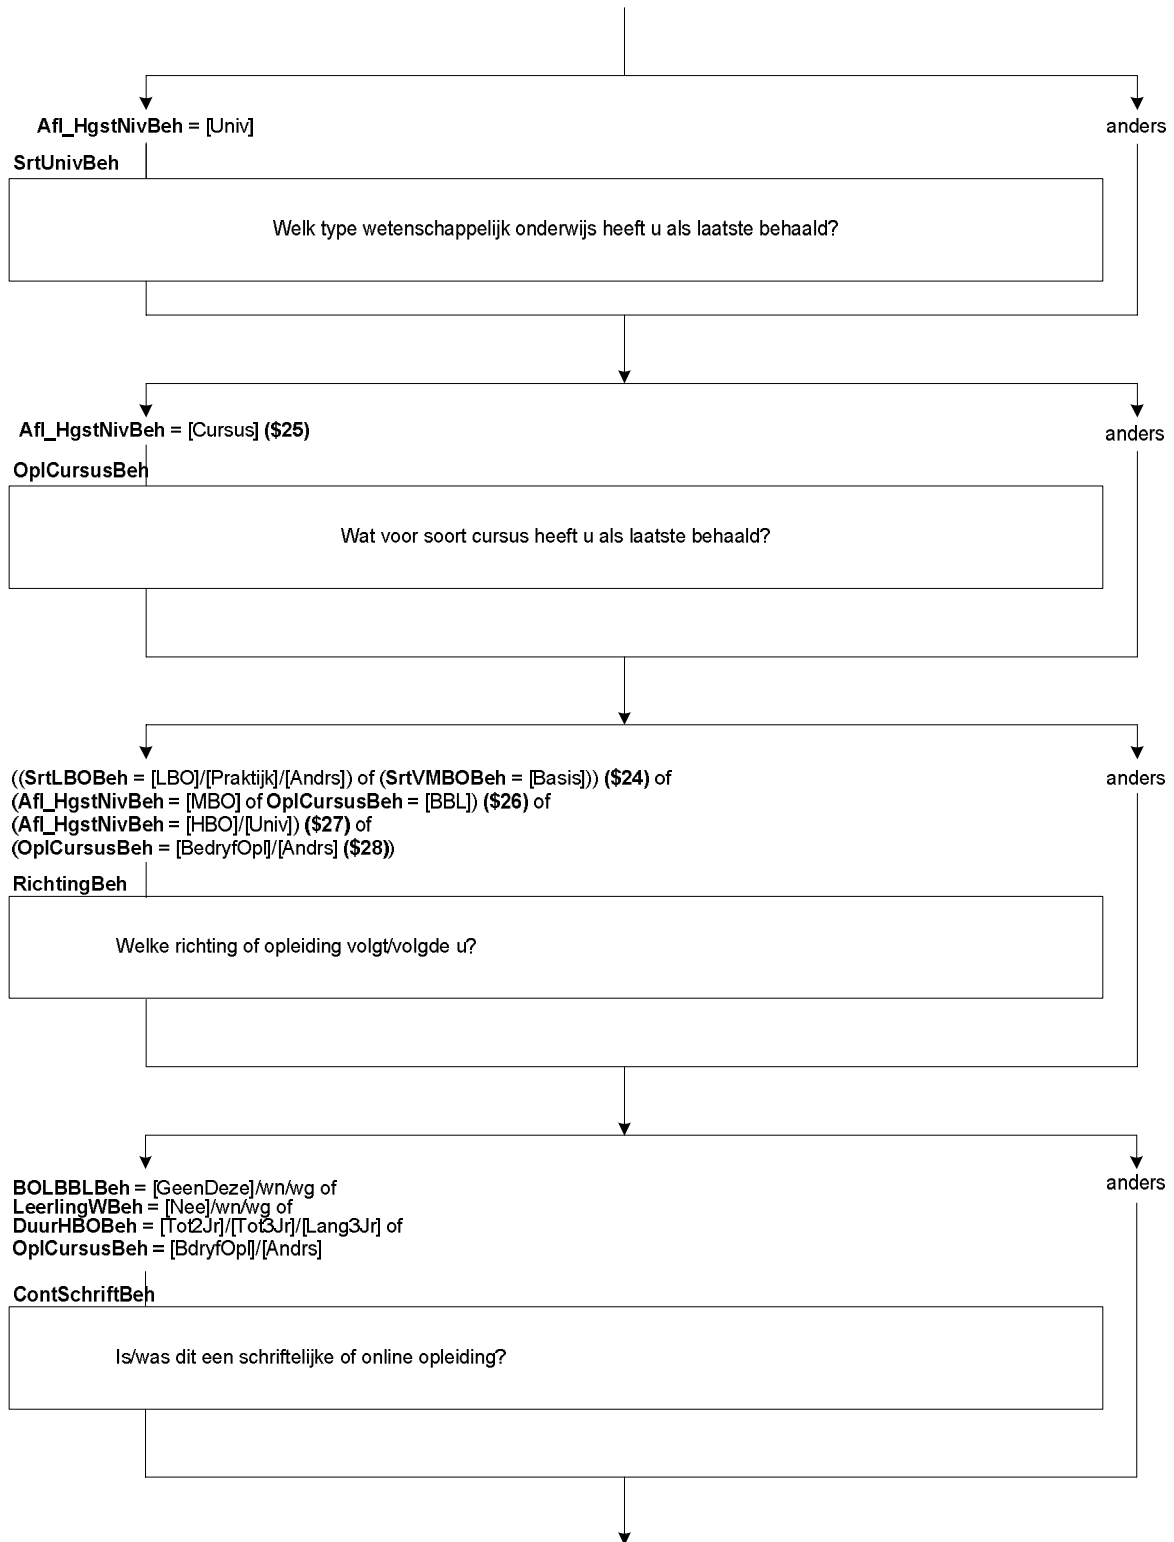 Afl_HgstNivBeh = [Univ]
anders
SrtUnivBeh
Welk type wetenschappelijk onderwijs heeft u als laatste behaald?
Afl_HgstNivBeh = [Cursus] ($25)
anders
OplCursusBeh
Wat voor soort cursus heeft u als laatste behaald?
((SrtLBOBeh = [LBO]/[Praktijk]/[Andrs]) of (SrtVMBOBeh = [Basis])) ($24) of
anders
(Afl_HgstNivBeh = [MBO] of OplCursusBeh = [BBL]) ($26) of
(Afl_HgstNivBeh = [HBO]/[Univ]) ($27) of
(OplCursusBeh = [BedryfOpl]/[Andrs] ($28))
RichtingBeh
Welke richting of opleiding volgt/volgde u?
BOLBBLBeh = [GeenDeze]/wn/wg of
anders
LeerlingWBeh = [Nee]/wn/wg of
DuurHBOBeh = [Tot2Jr]/[Tot3Jr]/[Lang3Jr] of
OplCursusBeh = [BdryfOpl]/[Andrs]
ContSchriftBeh
Is/was dit een schriftelijke of online opleiding?